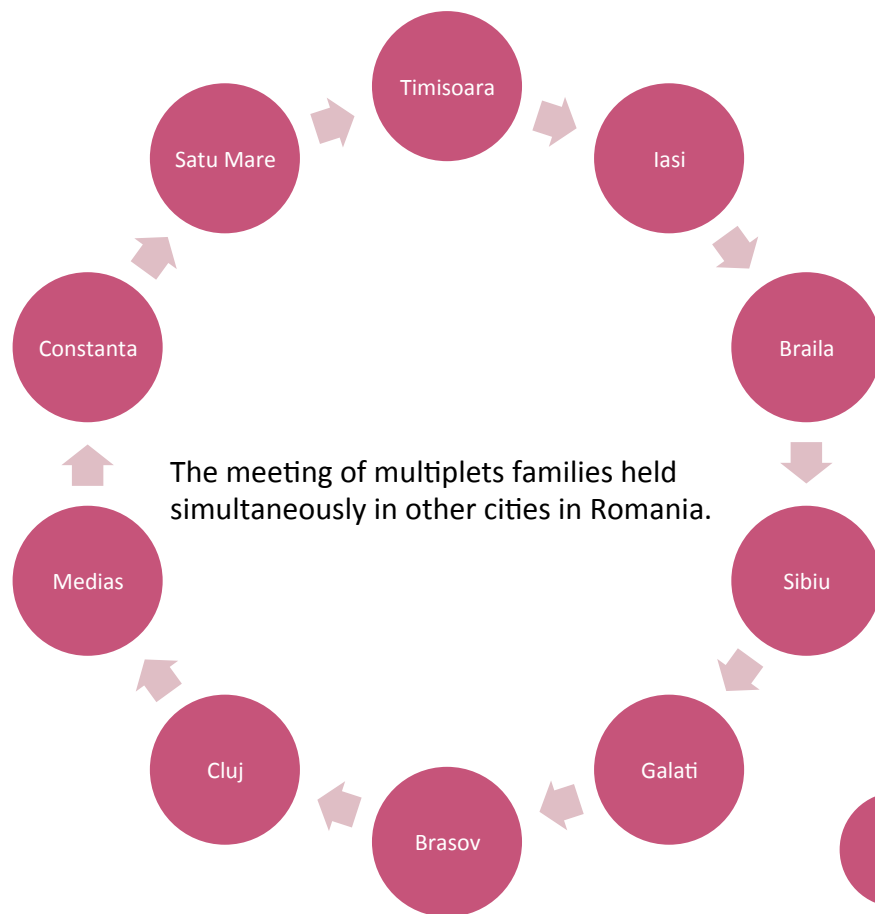 Timisoara
Satu Mare
Iasi
Constanta
Braila
The meeting of multiplets families held
simultaneously in other cities in Romania.
Medias
Sibiu
Cluj
Galati
Brasov